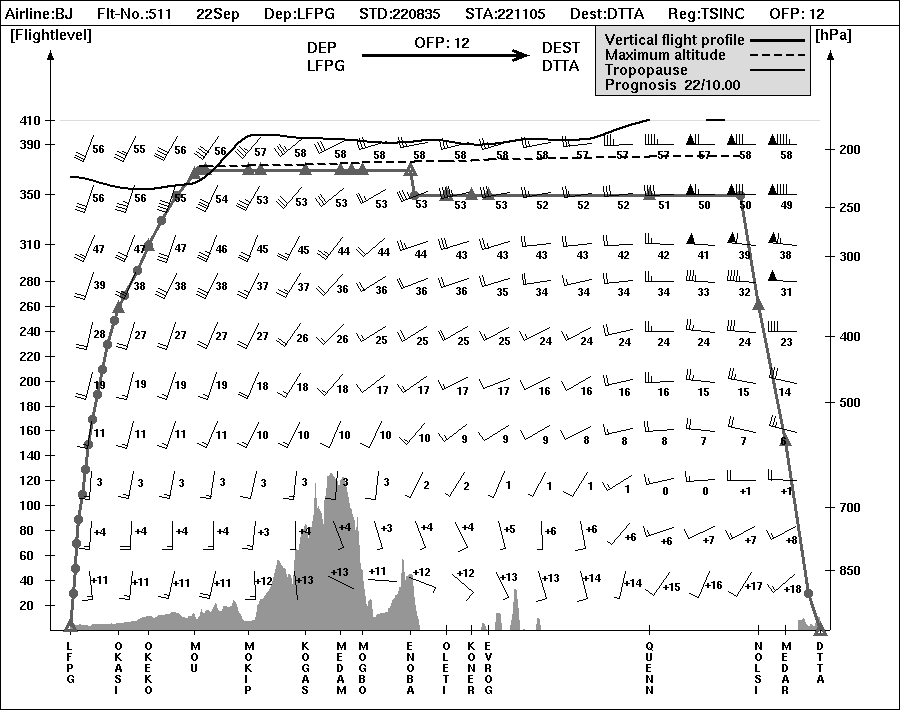 Airline:BJ Flt-No.:511 22Sep Dep:LFPG STD:220835 STA:221105 Dest:DTTA Reg:TSINC OFP: 12
[Flightlevel] [hPa]
DEP OFP: 12 DEST
LFPG DTTA
Vertical flight profile
Maximum altitude
Tropopause
Prognosis 22/10.00
410
390 56 55 56 56 57 58 58 58 58 58 58 58 57 57 57 57 58 58 200
350 56 56 55 54 53 53 53 53 53 53 53 52 52 52 51 50 50 49 250
310 47 47 47 46 45 45 44 44 44 43 43 43 43 42 42 41 39 38 300
280 39 38 38 38 37 37 36 36 36 36 35 34 34 34 34 33 32 31
260
240 28 27 27 27 27 26 26 25 25 25 25 24 24 24 24 24 24 23 400
220
200 19 19 19 19 18 18 18 17 17 17 17 16 16 16 16 15 15 14
180 500
160 11 11 11 11 10 10 10 10 10 9 9 9 8 8 8 7 7 6
140
120 3 3 3 3 3 3 3 3 2 2 1 1 1 1 0 0 +1 +1
100 700
80 +4 +4 +4 +4 +3 +4 +4 +3 +4 +4 +5 +6 +6 +6 +6 +7 +7 +8
60 850
40 +11 +11 +11 +11 +12 +13 +13 +11 +12 +12 +13 +13 +14 +14 +15 +16 +17 +18
20
LFPG
OKASI
OKEKO
MOU
MOKIP
KOGAS
MEDAM
MOGBO
ENOBA
OLETI
KONER
EVROG
QUENN
NOLSI
MEDAR
DTTA